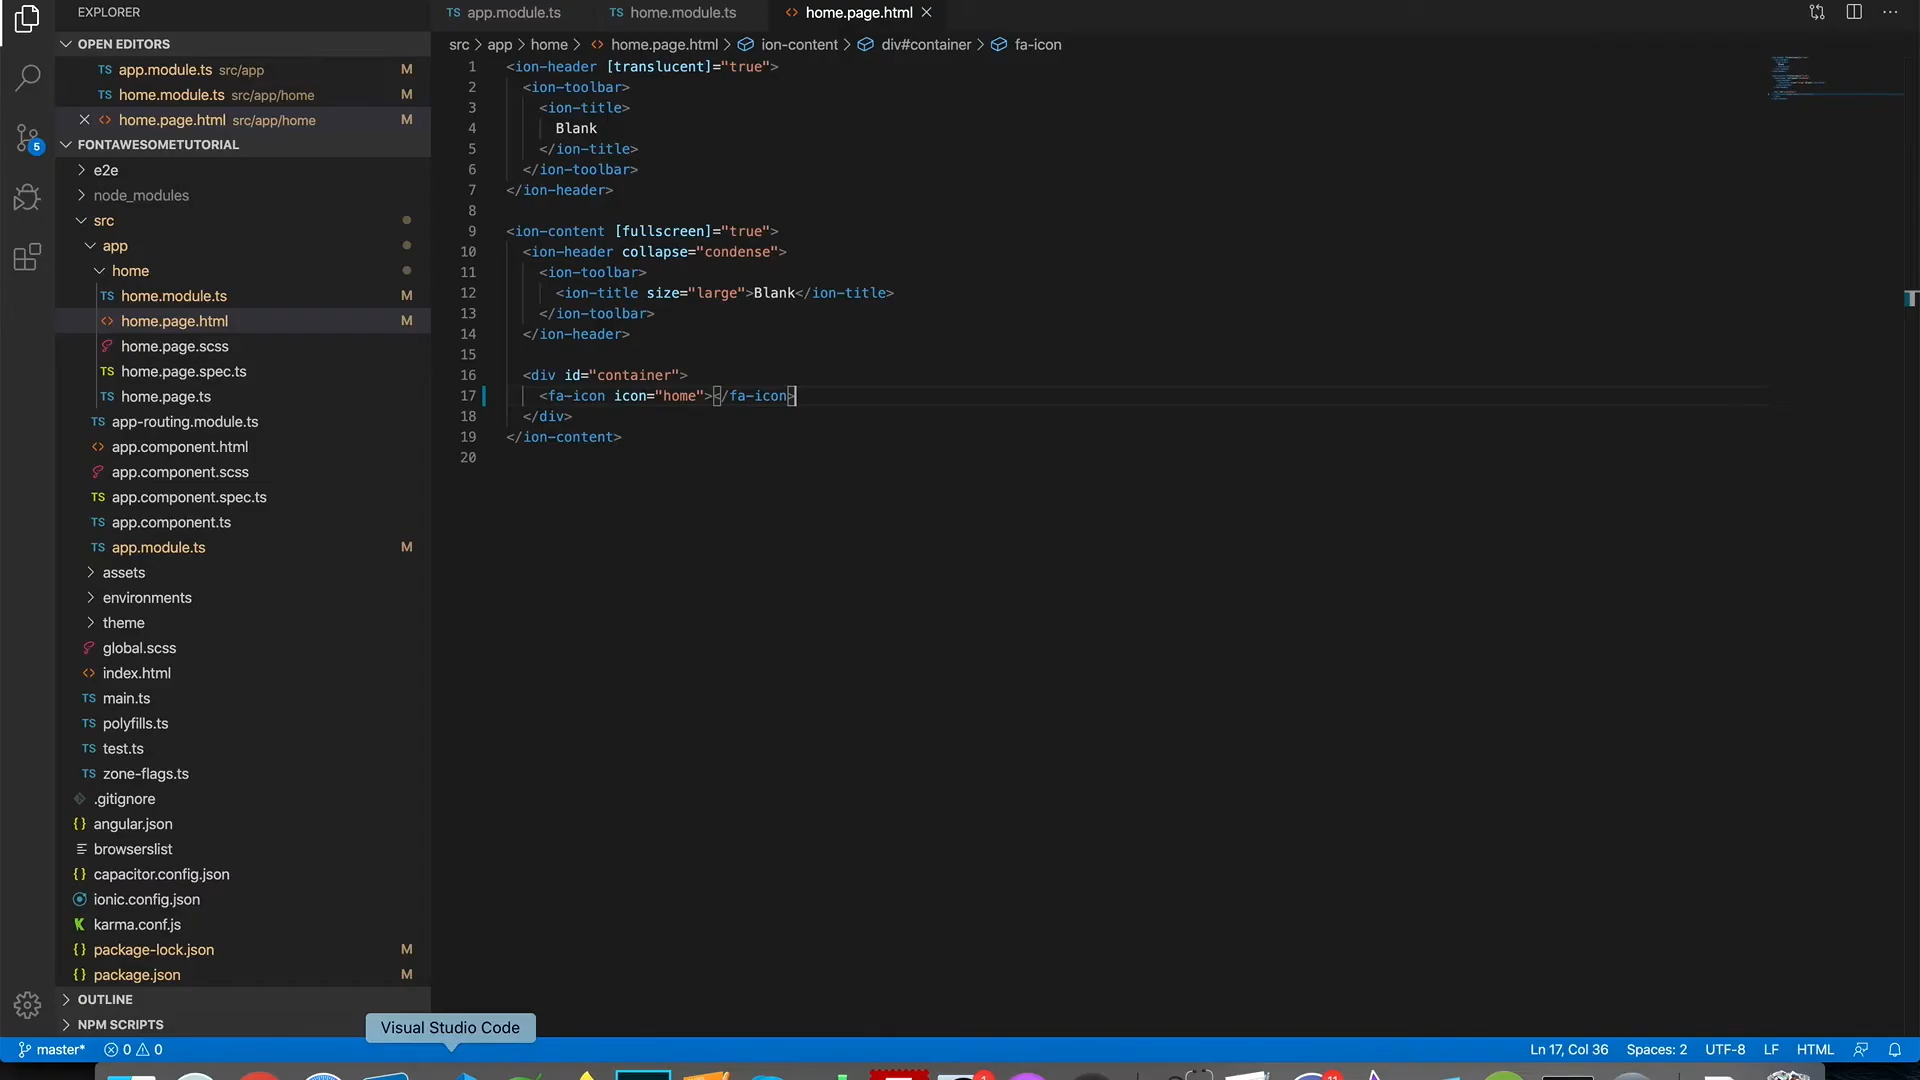 EXPLORER
OPEN EDITORS
TS app.module.ts src/app M
TS home.module.ts src/app/home M
<> home.page.html src/app/home M
FONTAWESOMETUTORIAL
e2e
node_modules
src
app
home
TS home.module.ts M
<> home.page.html M
home.page.scss
TS home.page.spec.ts
TS home.page.ts
TS app-routing.module.ts
<> app.component.html
app.component.scss
TS app.component.spec.ts
TS app.component.ts
TS app.module.ts M
assets
environments
theme
global.scss
<> index.html
TS main.ts
TS polyfills.ts
TS test.ts
TS zone-flags.ts
.gitignore
{} angular.json
browserslist
{} capacitor.config.json
ionic.config.json
karma.conf.js
{} package-lock.json M
{} package.json M
OUTLINE
NPM SCRIPTS
5
TS app.module.ts TS home.module.ts <> home.page.html
src > app > home > <> home.page.html > ion-content > div#container > fa-icon
1 <ion-header [translucent]="true">
2 <ion-toolbar>
3 <ion-title>
4 Blank
5 </ion-title>
6 </ion-toolbar>
7 </ion-header>
8
9 <ion-content [fullscreen]="true">
10 <ion-header collapse="condense">
11 <ion-toolbar>
12 <ion-title size="large">Blank</ion-title>
13 </ion-toolbar>
14 </ion-header>
15
16 <div id="container">
17 <fa-icon icon="home"></fa-icon>
18 </div>
19 </ion-content>
20
Visual Studio Code
master* 0 0 Ln 17, Col 36 Spaces: 2 UTF-8 LF HTML
1
11